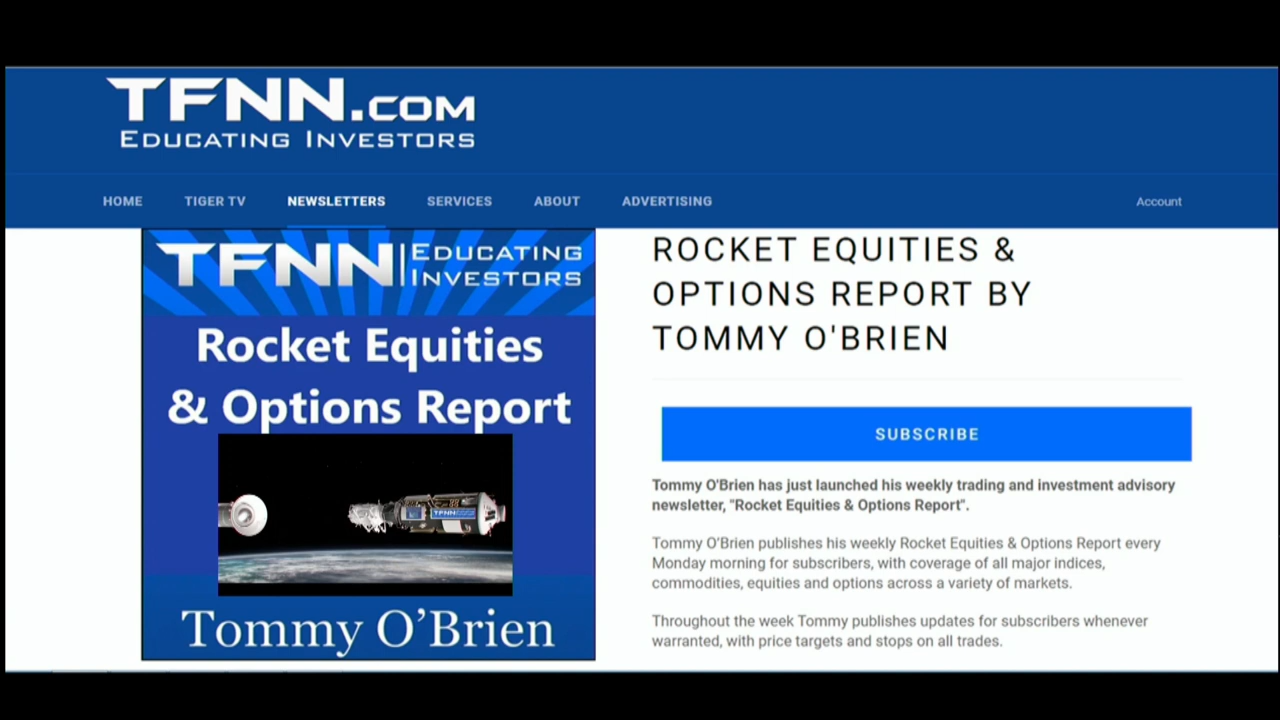 TFNN.COM
EDUCATING INVESTORS
HOME TIGER TV NEWSLETTERS SERVICES ABOUT ADVERTISING Account
TFNN EDUCATING
INVESTORS
Rocket Equities
& Options Report
TFNN
Tommy O’Brien
ROCKET EQUITIES &
OPTIONS REPORT BY
TOMMY O'BRIEN
SUBSCRIBE
Tommy O'Brien has just launched his weekly trading and investment advisory
newsletter, "Rocket Equities & Options Report".
Tommy O'Brien publishes his weekly Rocket Equities & Options Report every
Monday morning for subscribers, with coverage of all major indices,
commodities, equities and options across a variety of markets.
Throughout the week Tommy publishes updates for subscribers whenever
warranted, with price targets and stops on all trades.